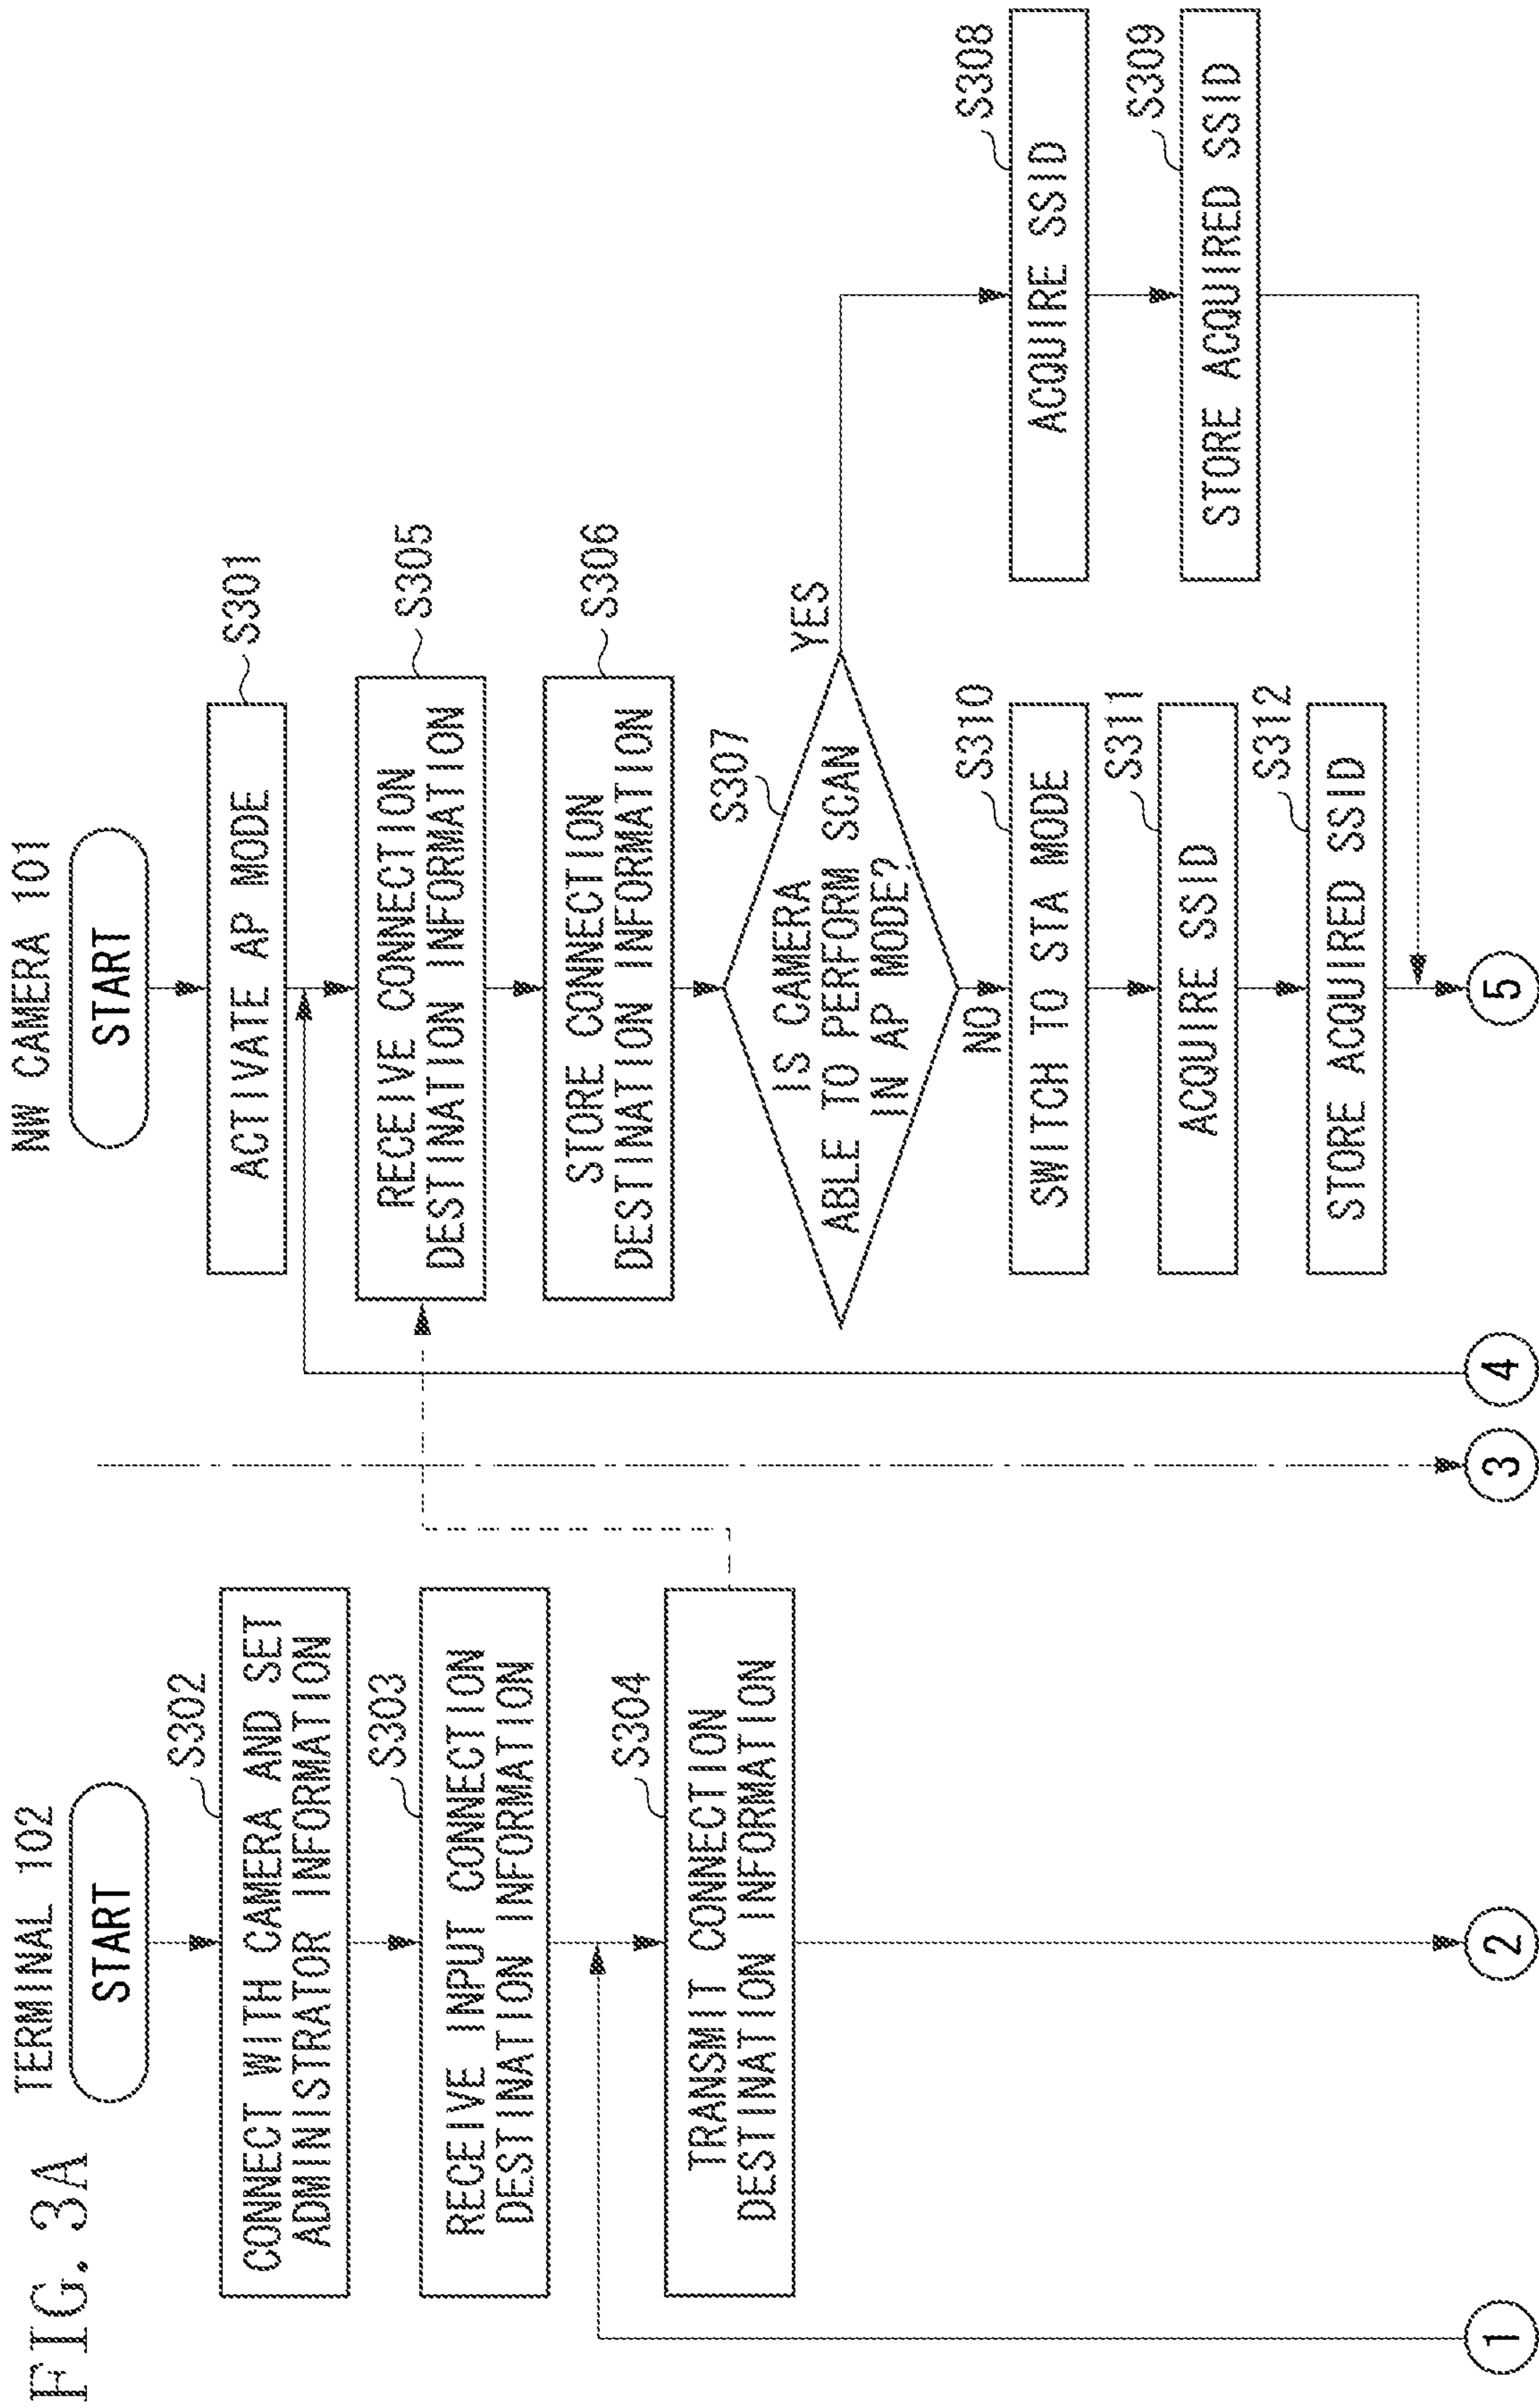 FIG. 3A
TERMINAL 102
START
S302
CONNECT WITH CAMERA AND SET
ADMINISTRATOR INFORMATION
S303
RECEIVE INPUT CONNECTION
DESTINATION INFORMATION
S304
TRANSMIT CONNECTION
DESTINATION INFORMATION
1
2
3
NW CAMERA 101
START
S301
ACTIVATE AP MODE
S305
RECEIVE CONNECTION
DESTINATION INFORMATION
S306
STORE CONNECTION
DESTINATION INFORMATION
S307
IS CAMERA
ABLE TO PERFORM SCAN
IN AP MODE?
YES
NO
S308
ACQUIRE SSID
S309
STORE ACQUIRED SSID
S310
SWITCH TO STA MODE
S311
ACQUIRE SSID
S312
STORE ACQUIRED SSID
4
5